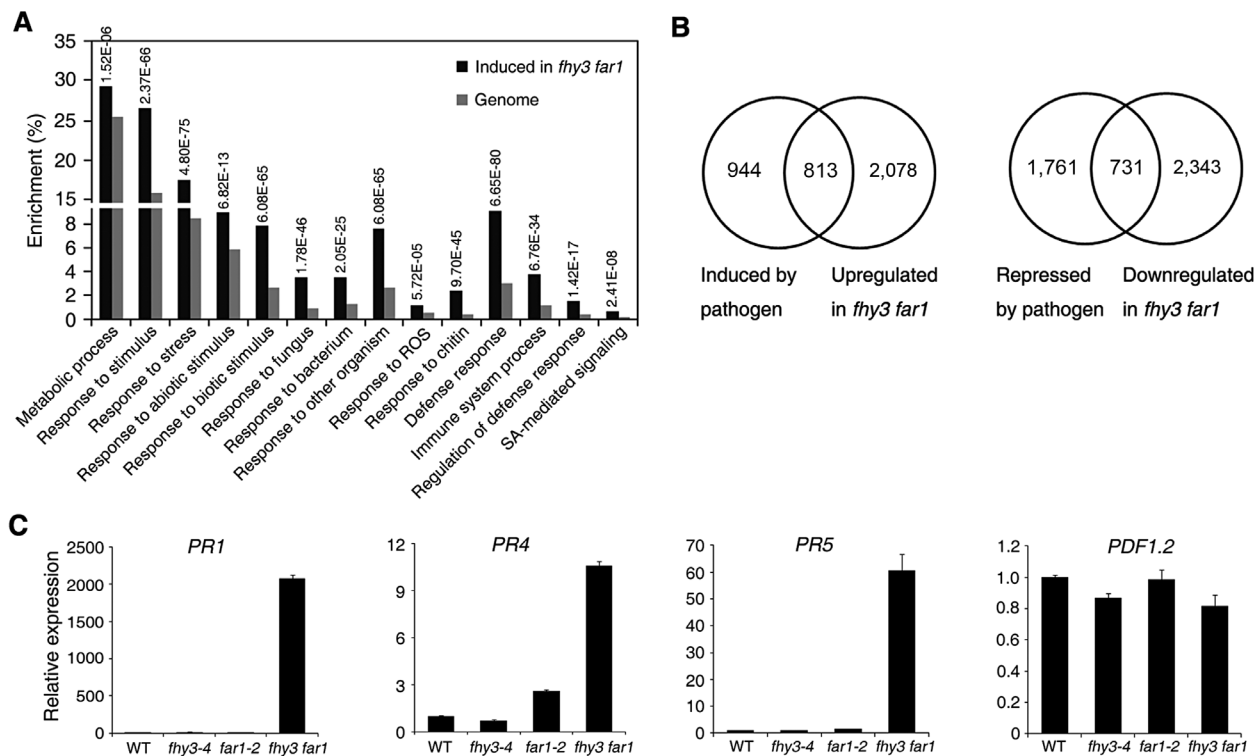 A
Enrichment (%)
35
30
25
20
15
8
6
4
2
0
1.52E-06
2.37E-66
4.80E-75
6.82E-13
6.08E-65
1.78E-46
2.05E-25
6.08E-65
5.72E-05
9.70E-45
6.65E-80
6.76E-34
1.42E-17
2.41E-08
Induced in fhy3 far1
Genome
Metabolic process
Response to stimulus
Response to stress
Response to abiotic stimulus
Response to biotic stimulus
Response to fungus
Response to bacterium
Response to other organism
Response to ROS
Response to chitin
Defense response
Immune system process
Regulation of defense response
SA-mediated signaling
B
944 813 2,078
Induced by
pathogen
Upregulated
in fhy3 far1
1,761 731 2,343
Repressed
by pathogen
Downregulated
in fhy3 far1
C
Relative expression
PR1
2500
2000
1500
1000
500
0
WT fhy3-4 far1-2 fhy3 far1
PR4
12
9
6
3
0
WT fhy3-4 far1-2 fhy3 far1
PR5
70
60
50
40
30
20
10
0
WT fhy3-4 far1-2 fhy3 far1
PDF1.2
1.2
1.0
0.8
0.6
0.4
0.2
0
WT fhy3-4 far1-2 fhy3 far1